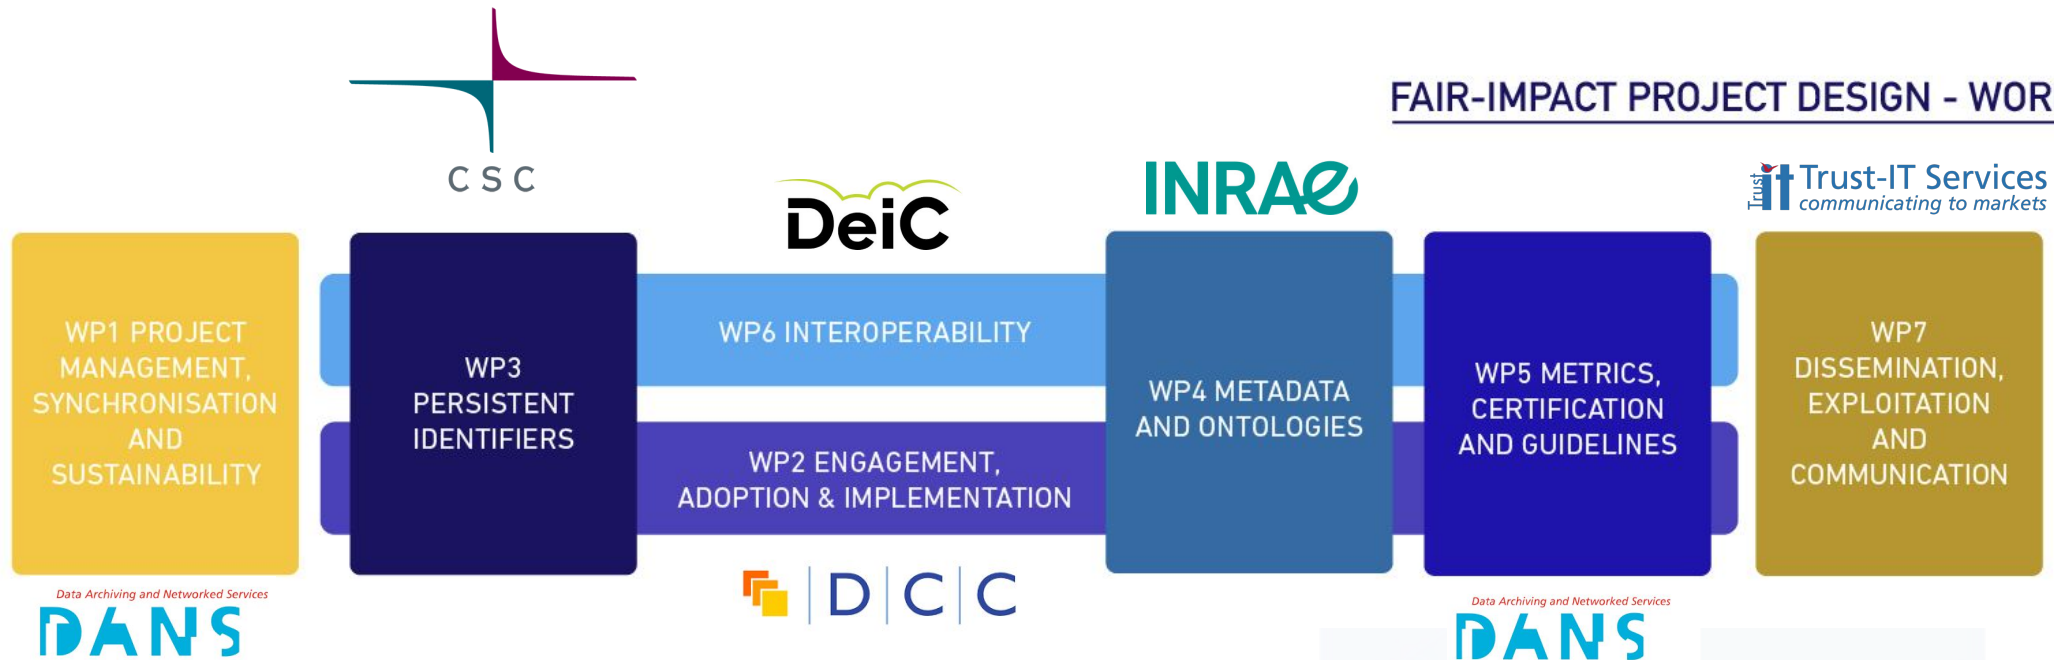 FAIR-IMPACT PROJECT DESIGN - WOR
CSC
DeiC
INRAE
Trust
it
Trust-IT Services
communicating to markets
WP1 PROJECT
MANAGEMENT,
SYNCHRONISATION
AND
SUSTAINABILITY
WP3
PERSISTENT
IDENTIFIERS
WP6 INTEROPERABILITY
WP2 ENGAGEMENT,
ADOPTION & IMPLEMENTATION
WP4 METADATA
AND ONTOLOGIES
WP5 METRICS,
CERTIFICATION
AND GUIDELINES
WP7
DISSEMINATION,
EXPLOITATION
AND
COMMUNICATION
Data Archiving and Networked Services
DANS
D|C|C
Data Archiving and Networked Services
DANS